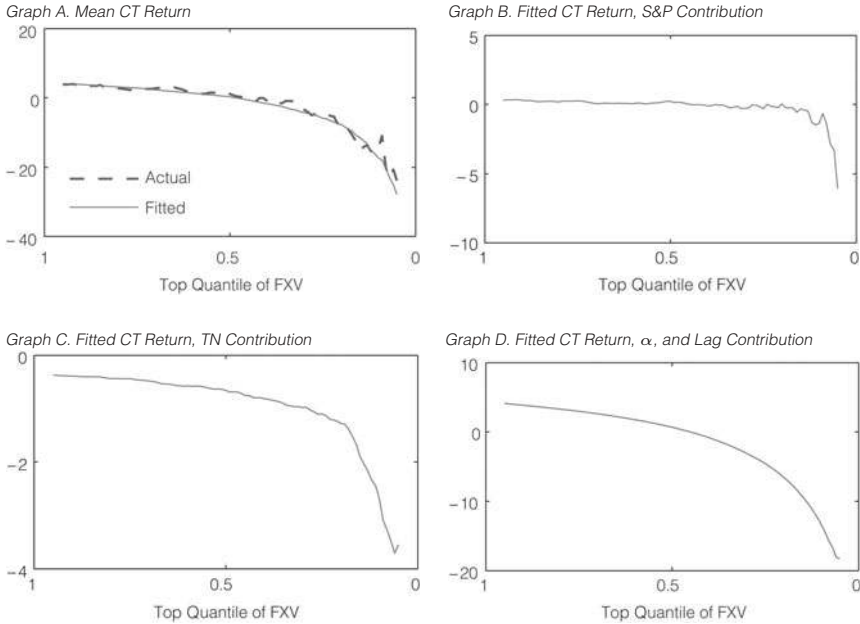 Graph A. Mean CT Return
20
0
−20
−40
Actual
Fitted
1
0.5
0
Top Quantile of FXV
Graph B. Fitted CT Return, S&P Contribution
5
0
−5
−10
1
0.5
0
Top Quantile of FXV
Graph C. Fitted CT Return, TN Contribution
0
−2
−4
1
0.5
0
Top Quantile of FXV
Graph D. Fitted CT Return, α, and Lag Contribution
10
0
−10
−20
1
0.5
0
Top Quantile of FXV